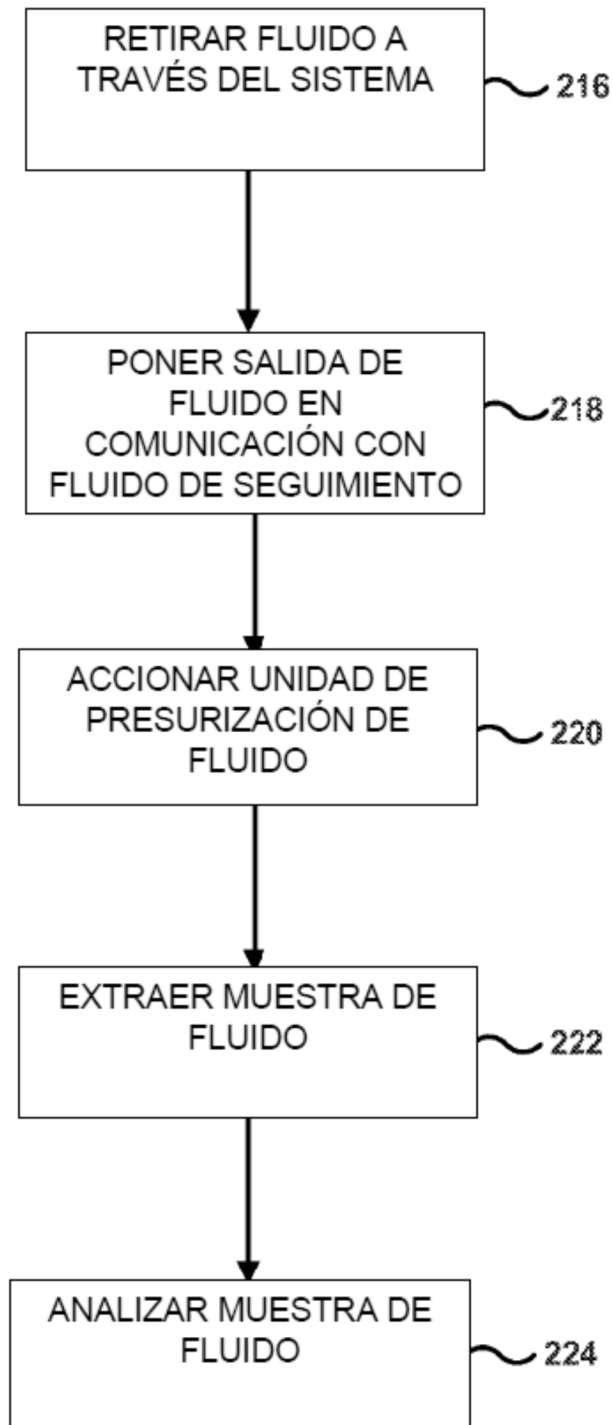 RETIRAR FLUIDO A
TRAVÉS DEL SISTEMA
216
PONER SALIDA DE
FLUIDO EN
COMUNICACIÓN CON
FLUIDO DE SEGUIMIENTO
218
ACCIONAR UNIDAD DE
PRESURIZACIÓN DE
FLUIDO
220
EXTRAER MUESTRA DE
FLUIDO
222
ANALIZAR MUESTRA DE
FLUIDO
224